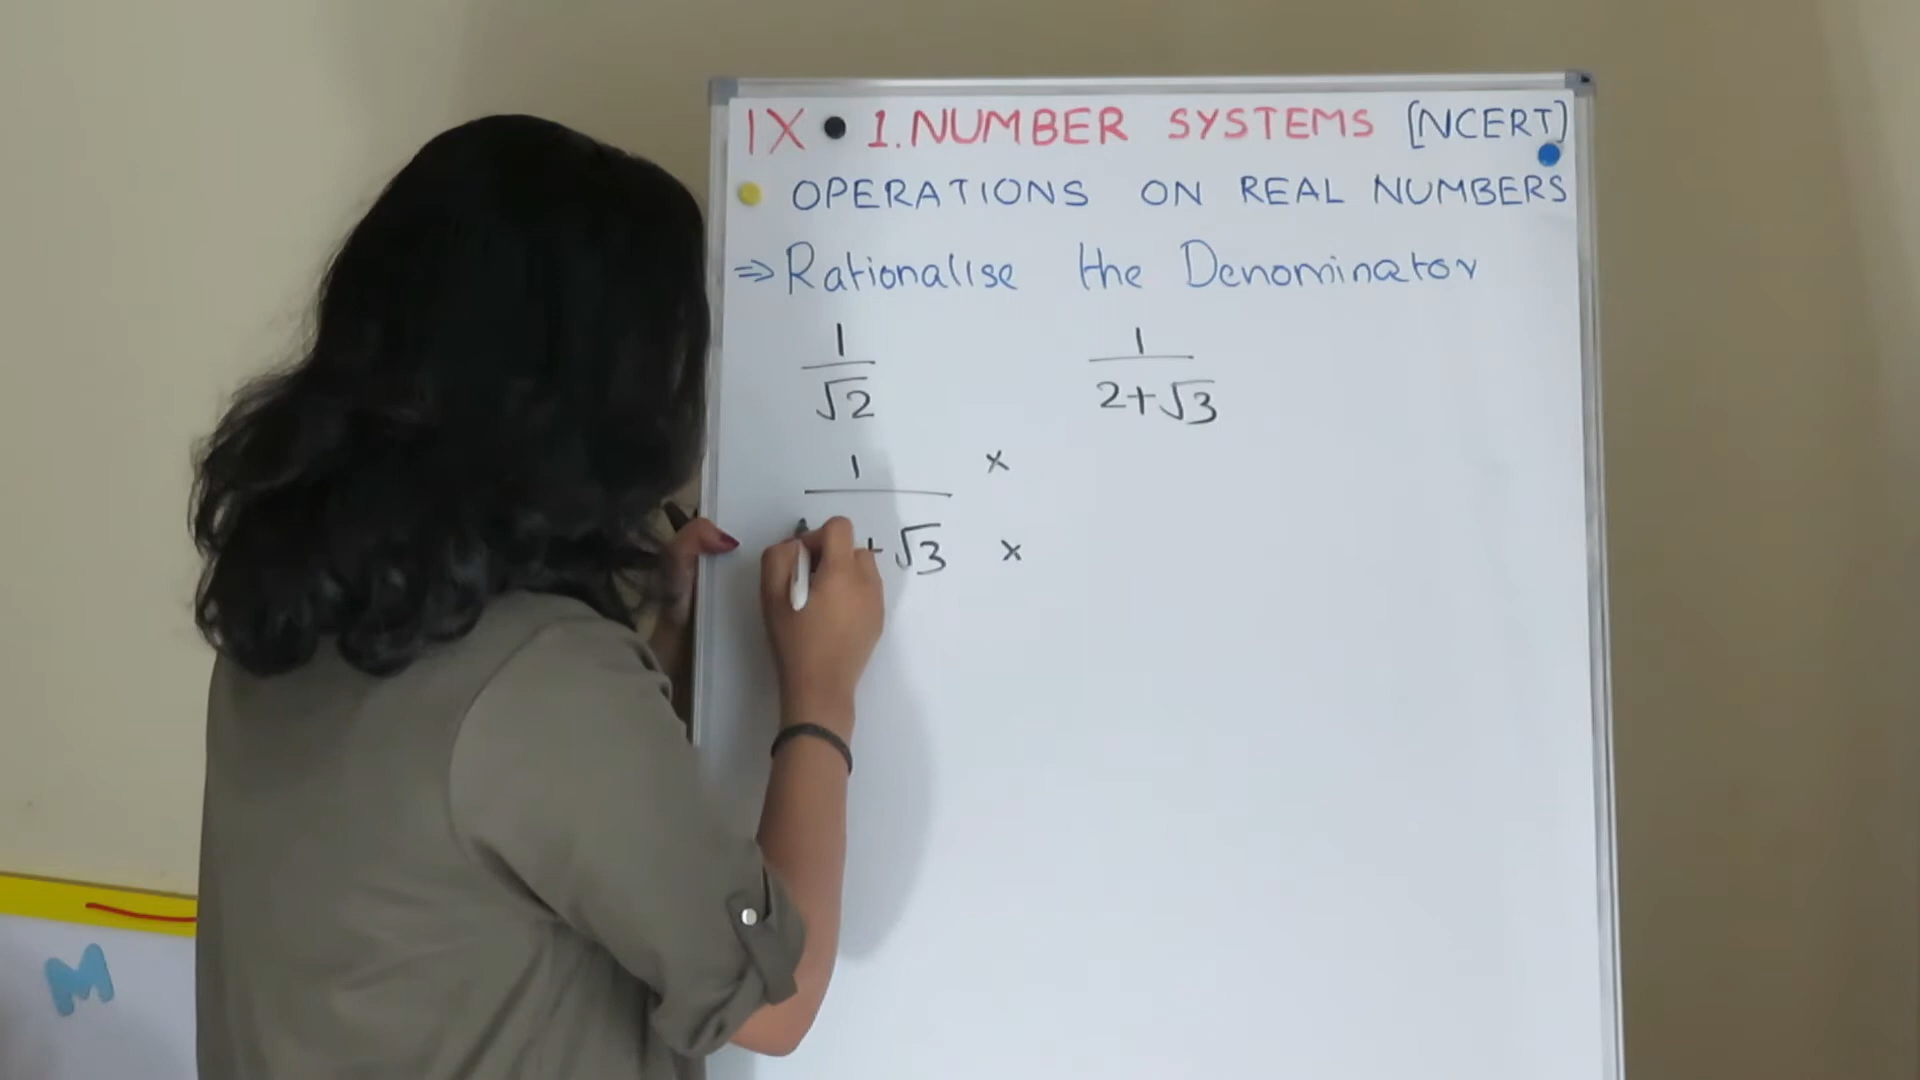 IX • 1. NUMBER SYSTEMS [NCERT]
OPERATIONS ON REAL NUMBERS
⇒ Rationalise the Denominator
1/√2 1/2+√3
1 ×
+ √3 ×
M